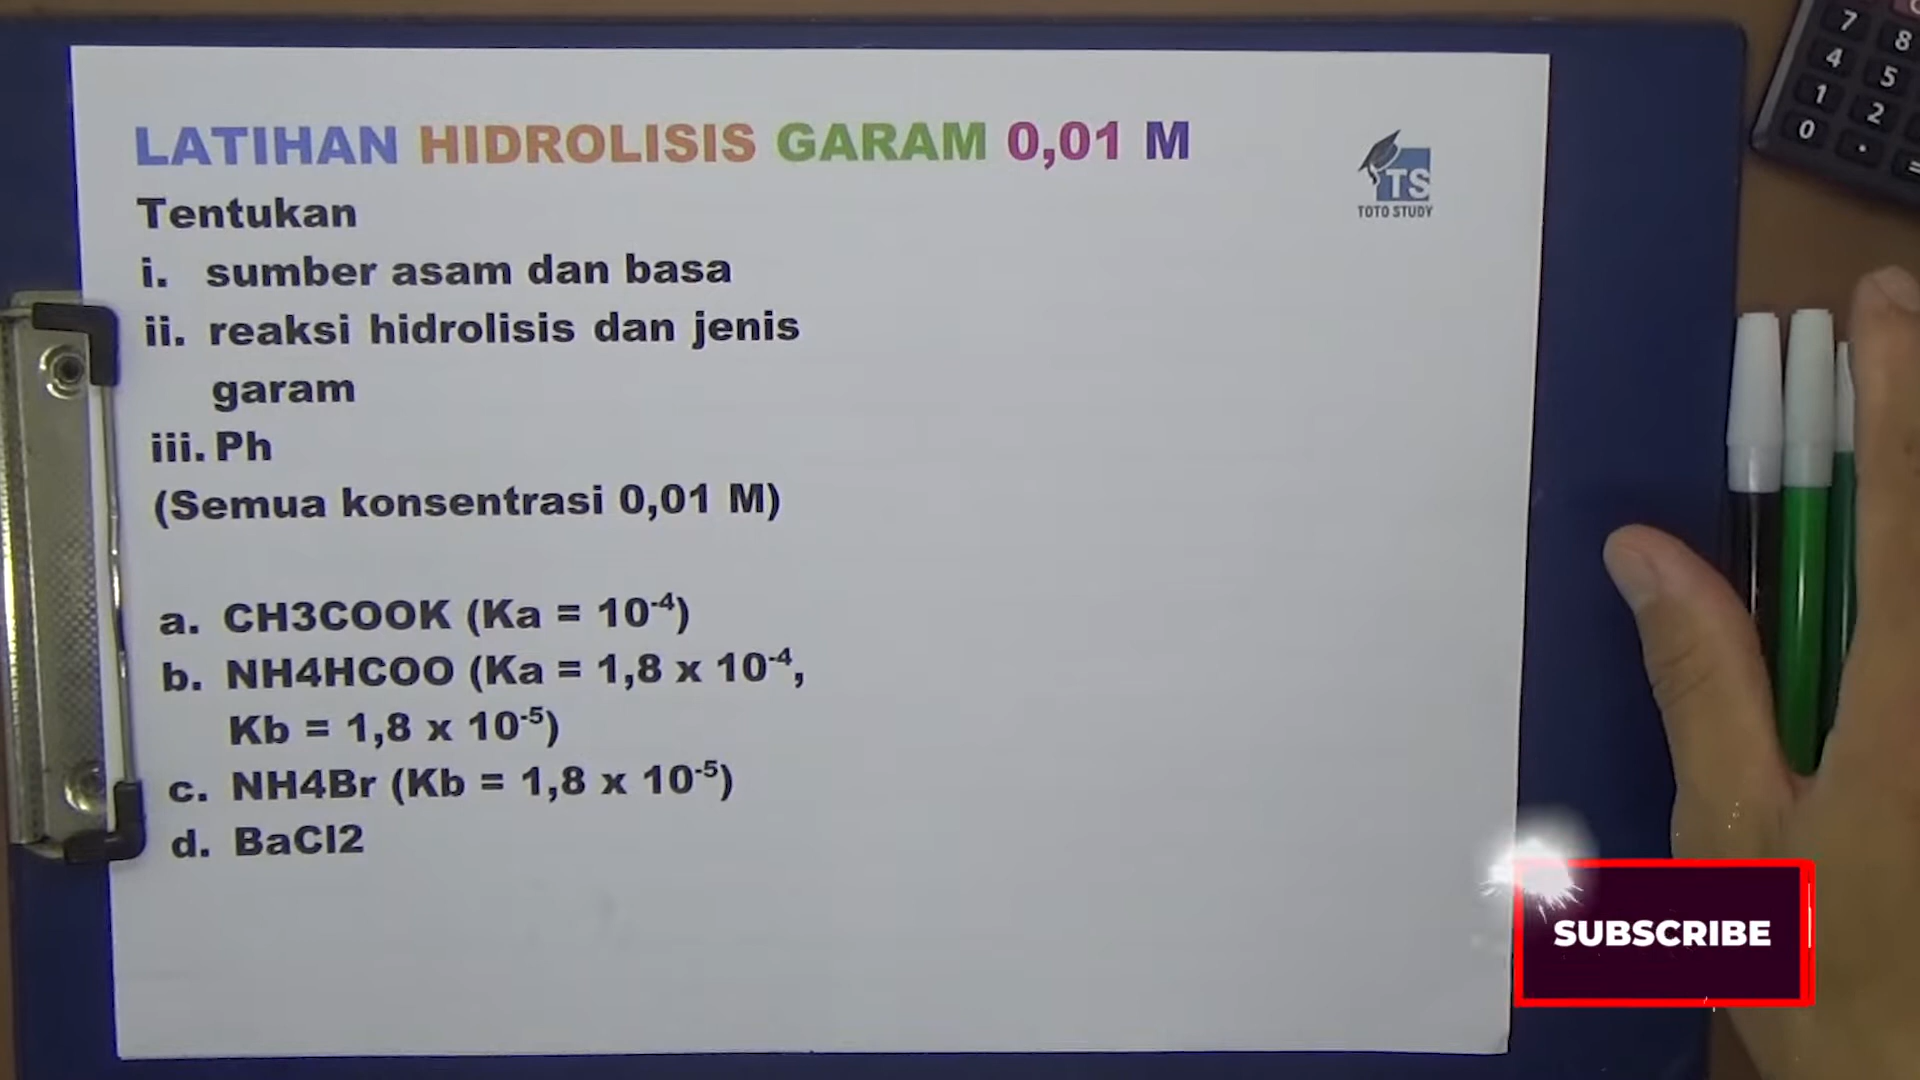 LATIHAN HIDROLISIS GARAM 0,01 M
TS
TOTO STUDY
Tentukan
i. sumber asam dan basa
ii. reaksi hidrolisis dan jenis
garam
iii. Ph
(Semua konsentrasi 0,01 M)
a. CH3COOK (Ka = 10⁻⁴)
b. NH4HCOO (Ka = 1,8 x 10⁻⁴,
Kb = 1,8 x 10⁻⁵)
c. NH4Br (Kb = 1,8 x 10⁻⁵)
d. BaCl2
7 8
4 5
1 2
0 . =
SUBSCRIBE